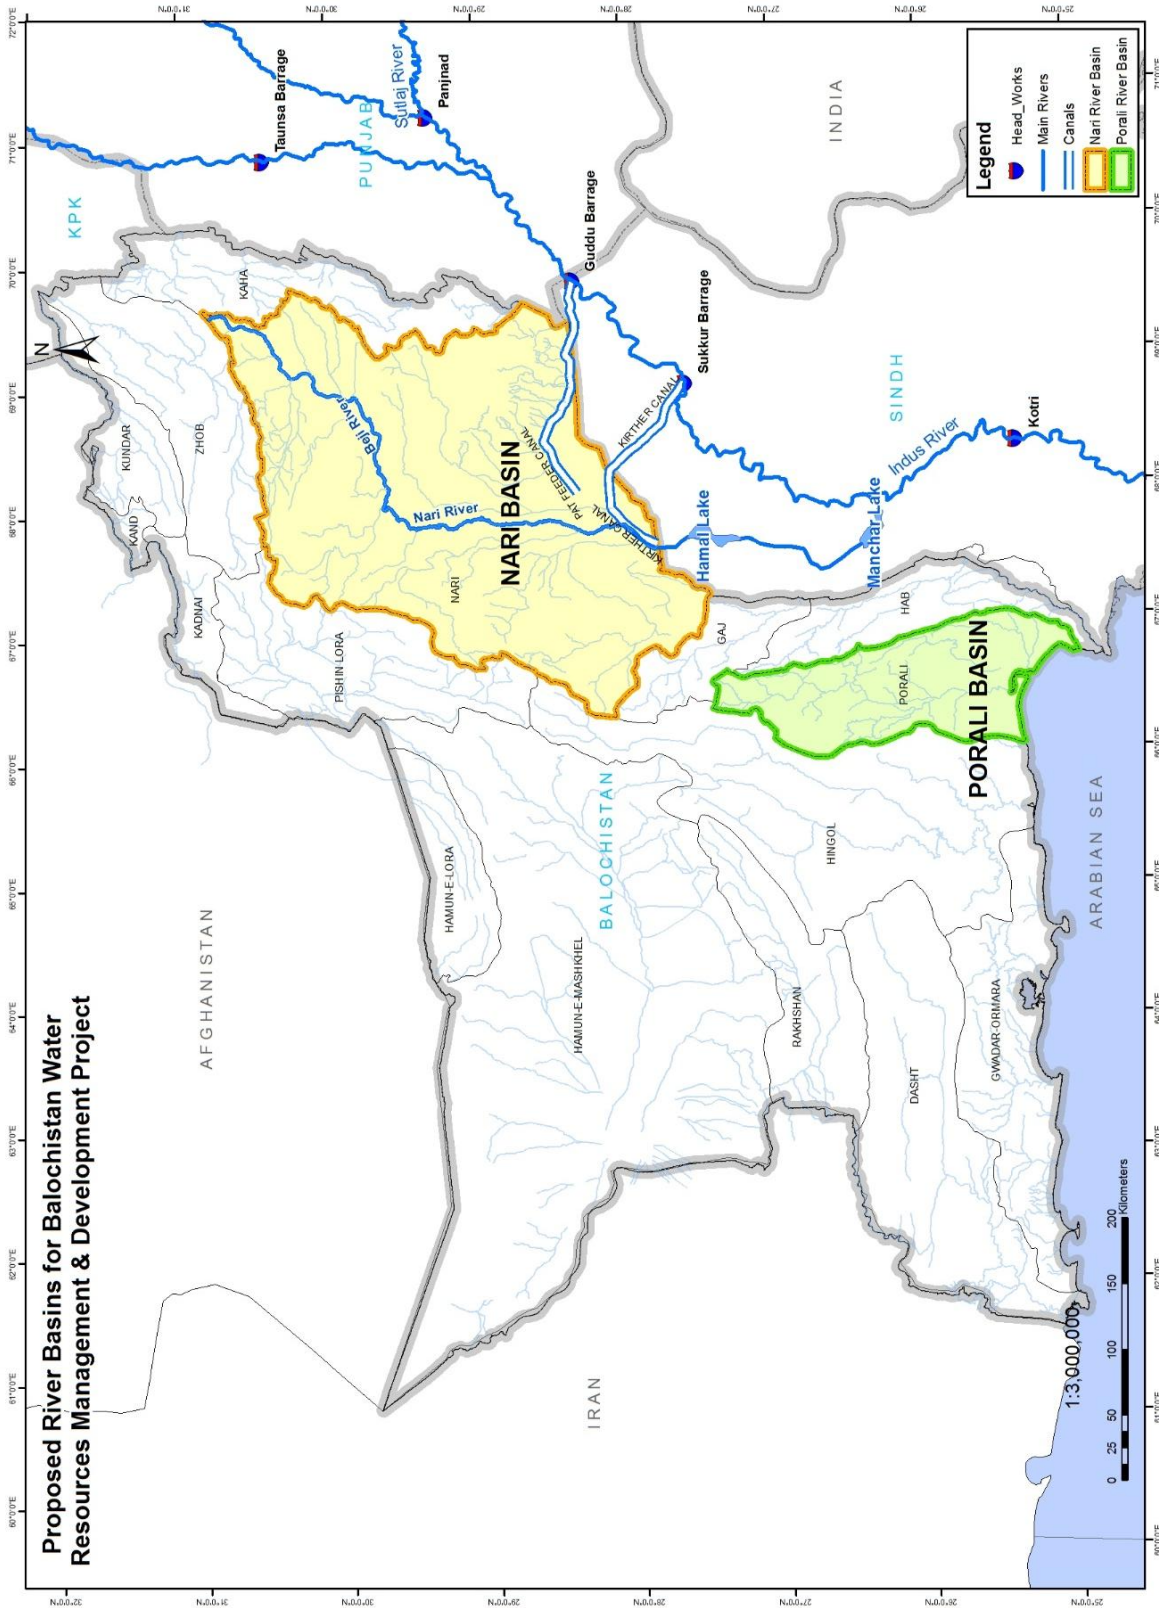 Proposed River Basins for Balochistan Water
Resources Management & Development Project
N
KPK
PUNJAB
Taunsa Barrage
Sutlaj River
Panjnad
AFGHANISTAN
KUNDAR
KAND
ZHOB
KAHA
KADNAI
PISHIN LORA
Beji River
Nari River
NARI BASIN
NARI
PAT FEEDER CANAL
KIRTHER CANAL
KIRTHER CANAL
Guddu Barrage
Sukkur Barrage
INDIA
SINDH
Hamal Lake
Manchar Lake
Indus River
Kotri
HAMUN-E-LORA
BALOCHISTAN
HAMUN-E-MASHKHEL
GAJ
HAB
PORALI
PORALI BASIN
HINGOL
RAKHSHAN
DASHT
GWADAR-ORMARA
IRAN
ARABIAN SEA
1:3,000,000
0 25 50 100 150 200
Kilometers
Legend
Head_Works
Main Rivers
Canals
Nari River Basin
Porali River Basin